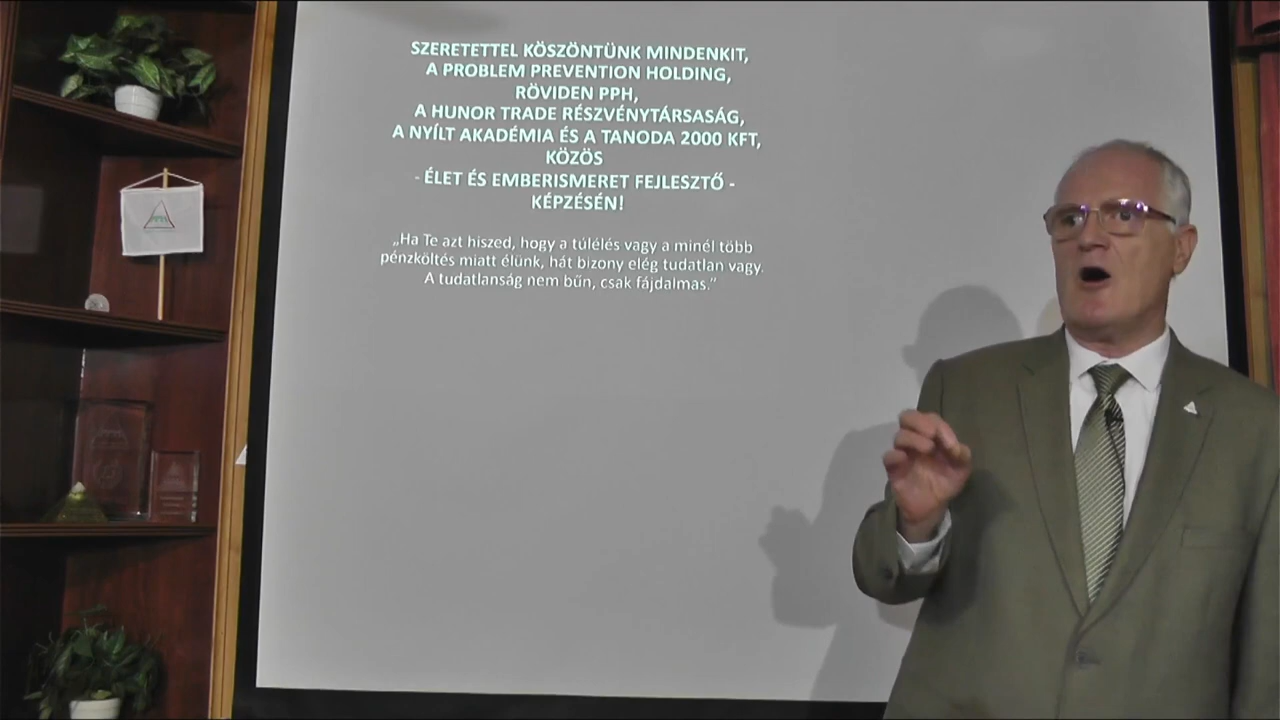 SZERETETTEL KÖSZÖNTÜNK MINDENKIT,
A PROBLEM PREVENTION HOLDING,
RÖVIDEN PPH,
A HUNOR TRADE RÉSZVÉNYTÁRSASÁG,
A NYÍLT AKADÉMIA ÉS A TANODA 2000 KFT,
KÖZÖS
- ÉLET ÉS EMBERISMERET FEJLESZTŐ -
KÉPZÉSÉN!
„Ha Te azt hiszed, hogy a túlélés vagy a minél több
pénzköltés miatt élünk, hát bizony elég tudatlan vagy.
A tudatlanság nem bűn, csak fájdalmas.”